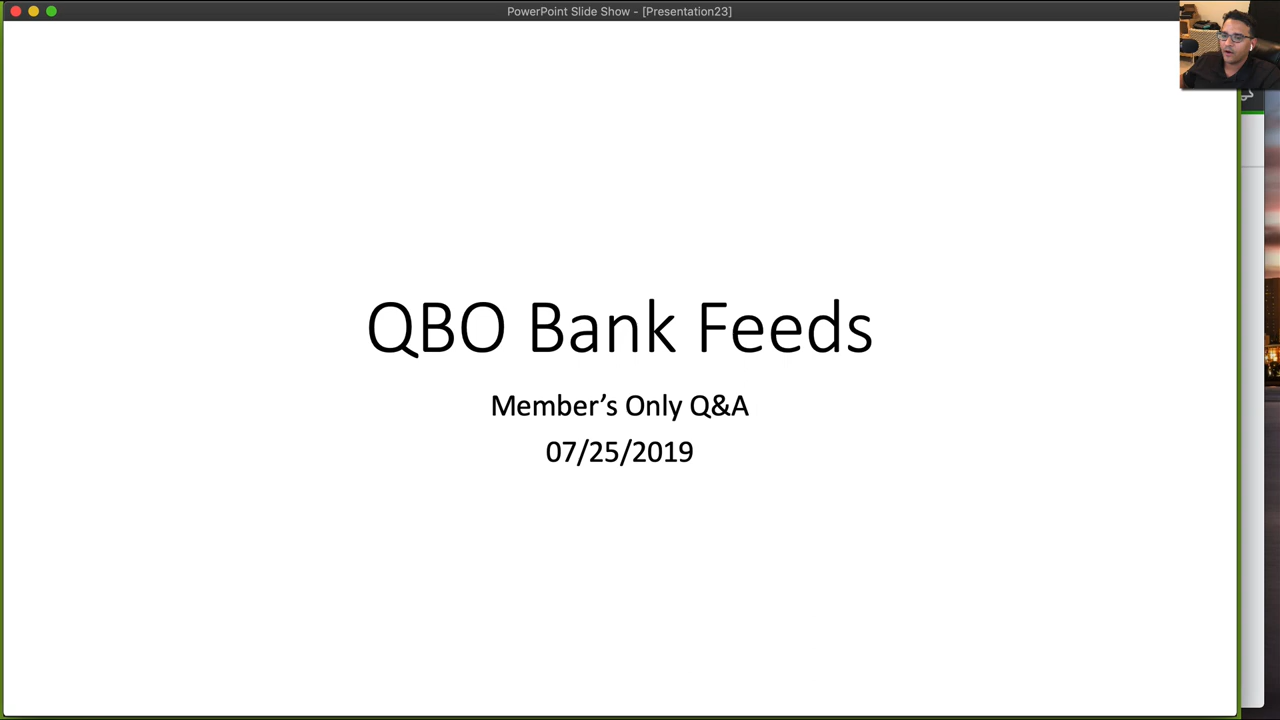 PowerPoint Slide Show - [Presentation23]
QBO Bank Feeds
Member’s Only Q&A
07/25/2019